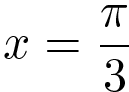 x = π/3